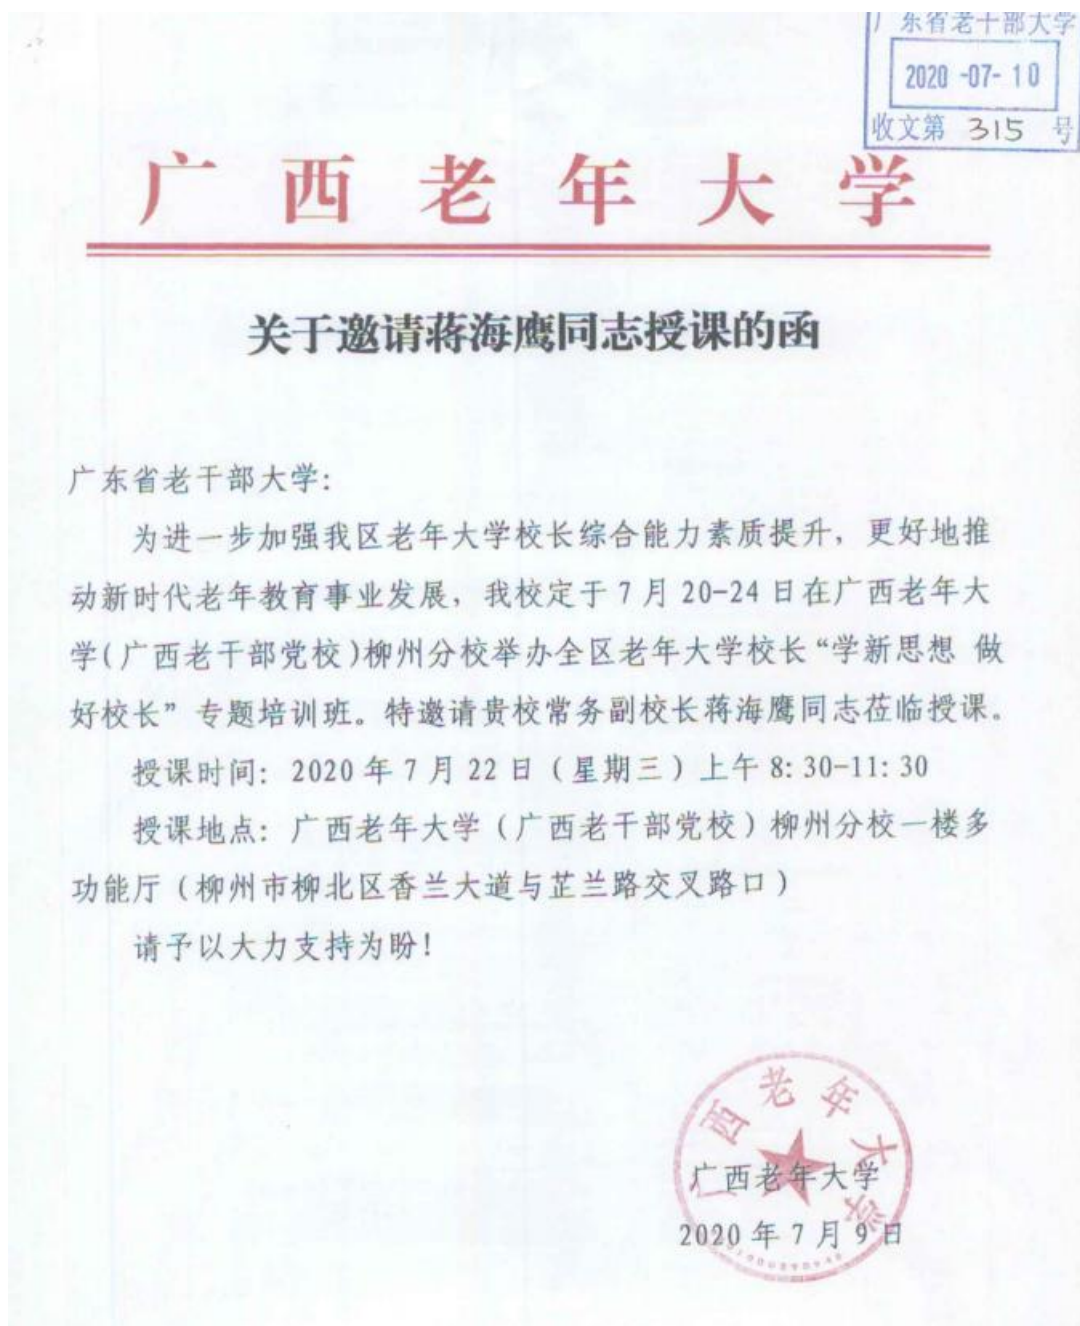 广东省老干部大学
2020-07-10
收文第 315 号
广西老年大学
关于邀请蒋海鹰同志授课的函
广东省老干部大学：
为进一步加强我区老年大学校长综合能力素质提升，更好地推
动新时代老年教育事业发展，我校定于7月20-24日在广西老年大
学(广西老干部党校)柳州分校举办全区老年大学校长“学新思想 做
好校长”专题培训班。特邀请贵校常务副校长蒋海鹰同志莅临授课。
授课时间：2020年7月22日（星期三）上午8:30-11:30
授课地点：广西老年大学（广西老干部党校）柳州分校一楼多
功能厅（柳州市柳北区香兰大道与芷兰路交叉路口）
请予以大力支持为盼！
广西老年大学
广西老年大学
2020年7月9日